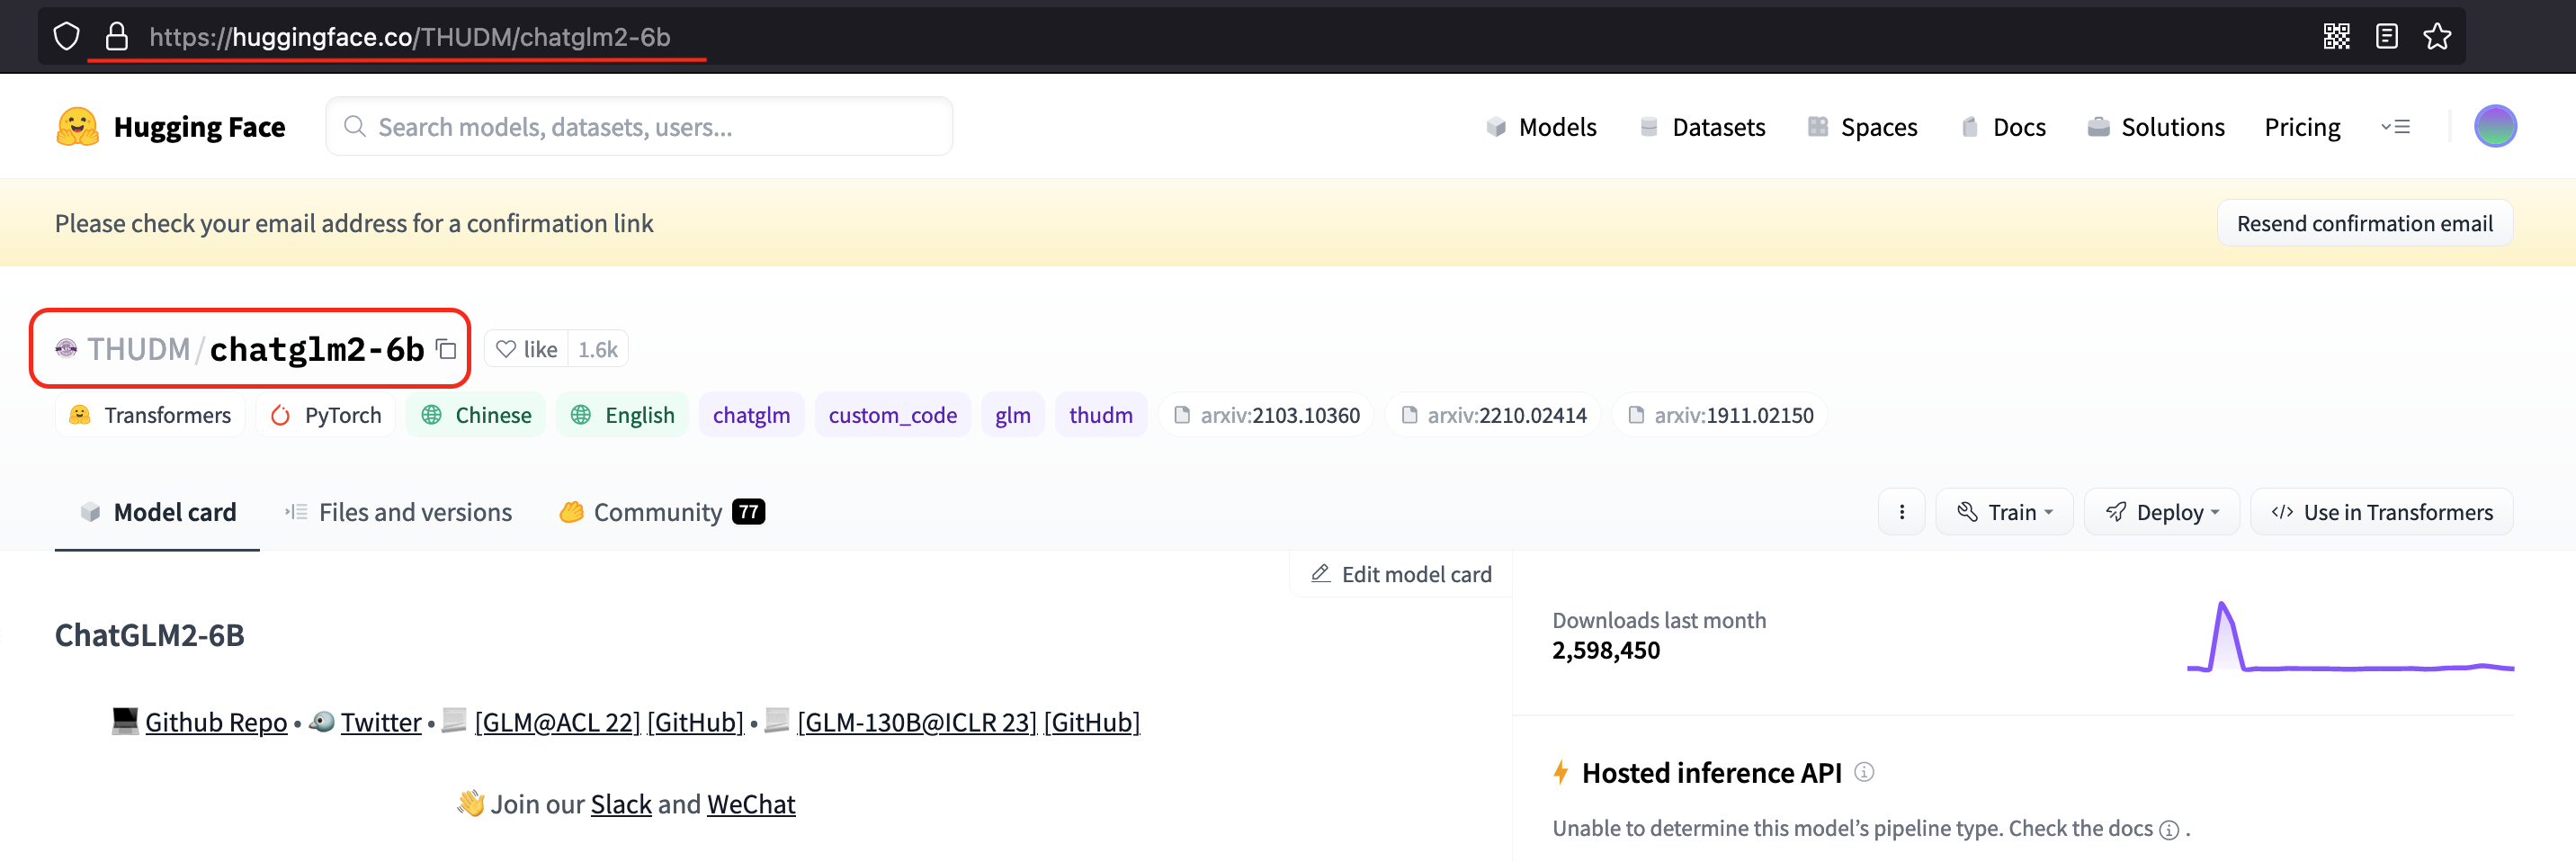 https://huggingface.co/THUDM/chatglm2-6b
Hugging Face Search models, datasets, users... Models Datasets Spaces Docs Solutions Pricing
Please check your email address for a confirmation link Resend confirmation email
THUDM/chatglm2-6b like 1.6k
Transformers PyTorch Chinese English chatglm custom_code glm thudm arxiv:2103.10360 arxiv:2210.02414 arxiv:1911.02150
Model card Files and versions Community 77 Train Deploy </> Use in Transformers
Edit model card
ChatGLM2-6B
Github Repo • Twitter • [GLM@ACL 22] [GitHub] • [GLM-130B@ICLR 23] [GitHub]
Join our Slack and WeChat
Downloads last month
2,598,450
Hosted inference API
Unable to determine this model’s pipeline type. Check the docs .